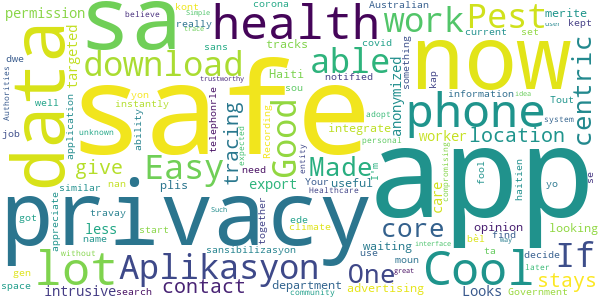 permission believe kont corona Australian merite
Simple really sans tracks covid current set kept
data targeted sa health work Pest
Authorities dwe download able now
Haiti notified something kap
well yon instantly sou anonymized information idea Tout
job application unknown ability telephonrle phone centric
safe Good tracing Recording integrate worker location system
Easy Made I'm adopt personal
give need Your useful care compromising fool haitien yo se
similar nan plis export entity Healthcare app
privacy
appreciate got travay ede together core opinion If
less name start sansibilizasyon climate waiting moun find ta decide looking
lot Aplikasyon One use bel Cool stays
gen without contact department great interface way
space intrusive search Such community advertising Looks later Government
trace user trustworthy expected